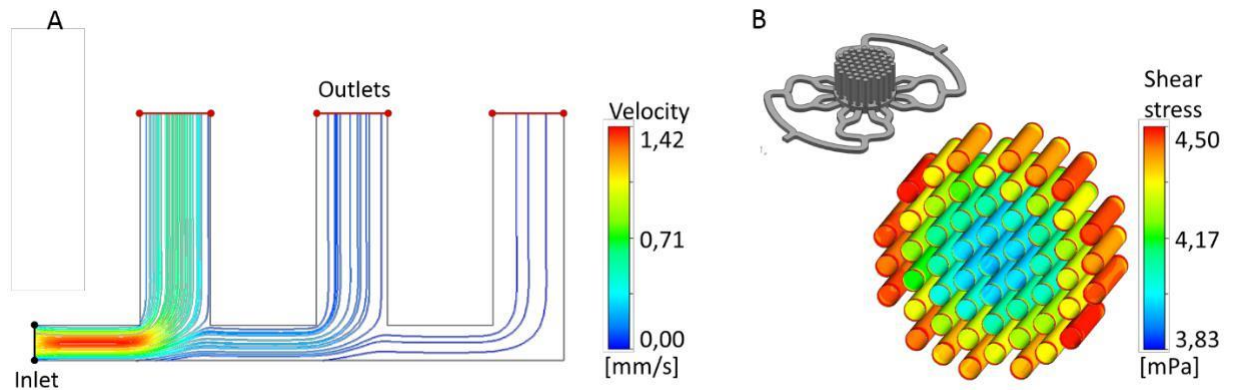 A
B
Outlets
Velocity
1,42
0,71
0,00
[mm/s]
Inlet
Shear
stress
4,50
4,17
3,83
[mPa]